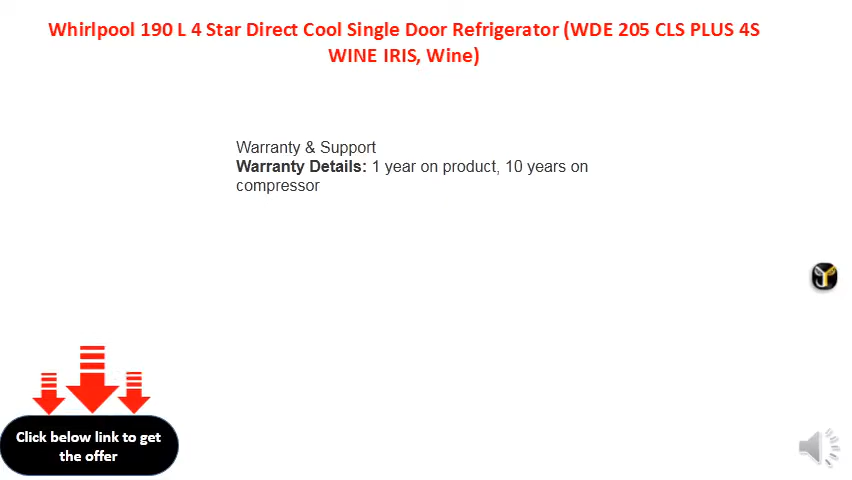 Whirlpool 190 L 4 Star Direct Cool Single Door Refrigerator (WDE 205 CLS PLUS 4S
WINE IRIS, Wine)
Warranty & Support
Warranty Details: 1 year on product, 10 years on
compressor
Click below link to get
the offer